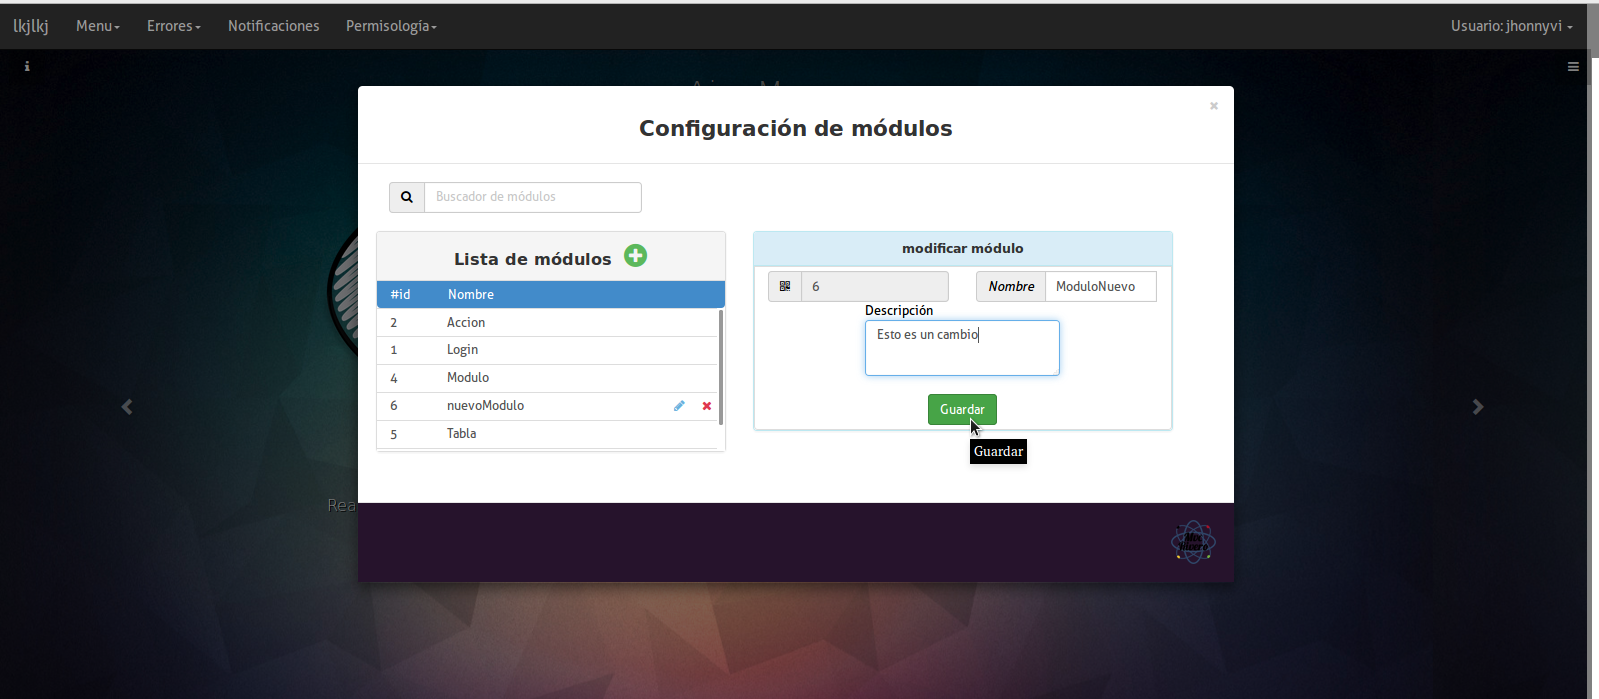 lkjlkj Menu Errores Notificaciones Permisología Usuario: jhonnyvi
Configuración de módulos
Buscador de módulos
Lista de módulos
#id Nombre
2 Accion
1 Login
4 Modulo
6 nuevoModulo
5 Tabla
modificar módulo
6 Nombre ModuloNuevo
Descripción
Esto es un cambio
Guardar
Guardar
Rea